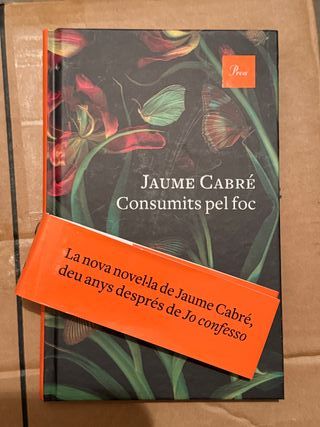 Proa
JAUME CABRÉ
Consumits pel foc
La nova novel·la de Jaume Cabré,
deu anys després de Jo confesso